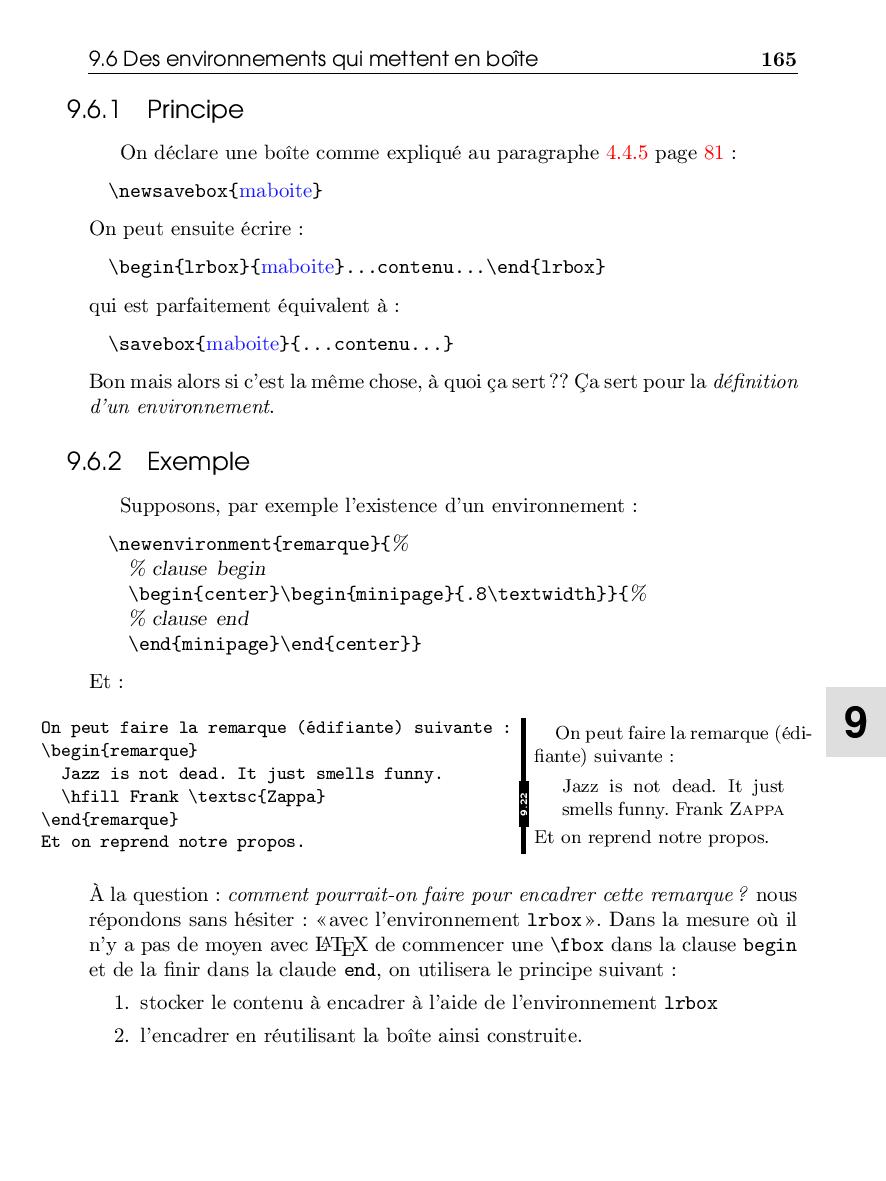 9.6 Des environnements qui mettent en boîte 165
9.6.1 Principe
On déclare une boîte comme expliqué au paragraphe 4.4.5 page 81 :
\newsavebox{maboite}
On peut ensuite écrire :
\begin{lrbox}{maboite}...contenu...\end{lrbox}
qui est parfaitement équivalent à :
\savebox{maboite}{...contenu...}
Bon mais alors si c'est la même chose, à quoi ça sert ?? Ça sert pour la définition
d'un environnement.
9.6.2 Exemple
Supposons, par exemple l'existence d'un environnement :
\newenvironment{remarque}{%
% clause begin
\begin{center}\begin{minipage}{.8\textwidth}}{%
% clause end
\end{minipage}\end{center}}
Et :
On peut faire la remarque (édifiante) suivante :
\begin{remarque}
Jazz is not dead. It just smells funny.
\hfill Frank \textsc{Zappa}
\end{remarque}
Et on reprend notre propos.
9.22
On peut faire la remarque (édi-
fiante) suivante :
Jazz is not dead. It just
smells funny. Frank ZAPPA
Et on reprend notre propos.
9
À la question : comment pourrait-on faire pour encadrer cette remarque ? nous
répondons sans hésiter : « avec l'environnement lrbox ». Dans la mesure où il
n'y a pas de moyen avec LATEX de commencer une \fbox dans la clause begin
et de la finir dans la claude end, on utilisera le principe suivant :
1. stocker le contenu à encadrer à l'aide de l'environnement lrbox
2. l'encadrer en réutilisant la boîte ainsi construite.